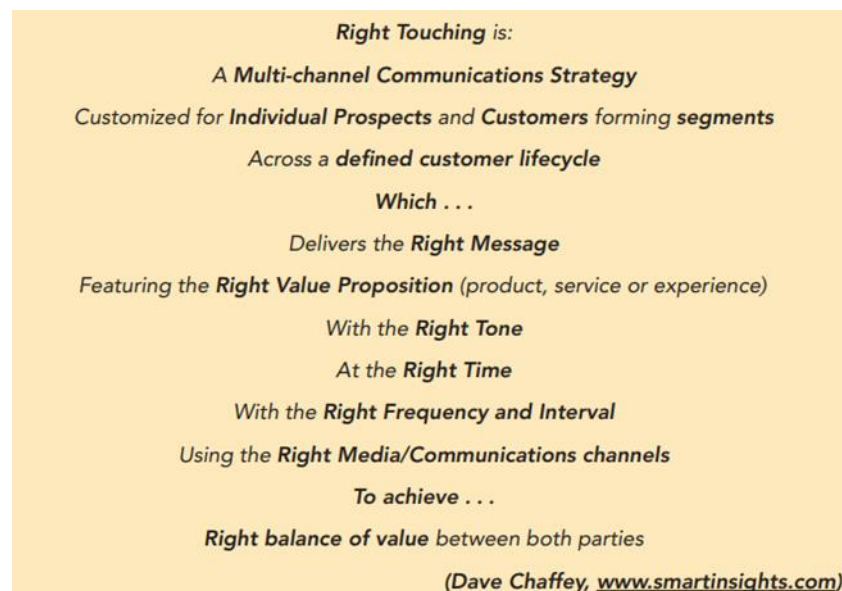 Right Touching is:
A Multi-channel Communications Strategy
Customized for Individual Prospects and Customers forming segments
Across a defined customer lifecycle
Which . . .
Delivers the Right Message
Featuring the Right Value Proposition (product, service or experience)
With the Right Tone
At the Right Time
With the Right Frequency and Interval
Using the Right Media/Communications channels
To achieve . . .
Right balance of value between both parties
(Dave Chaffey, www.smartinsights.com)